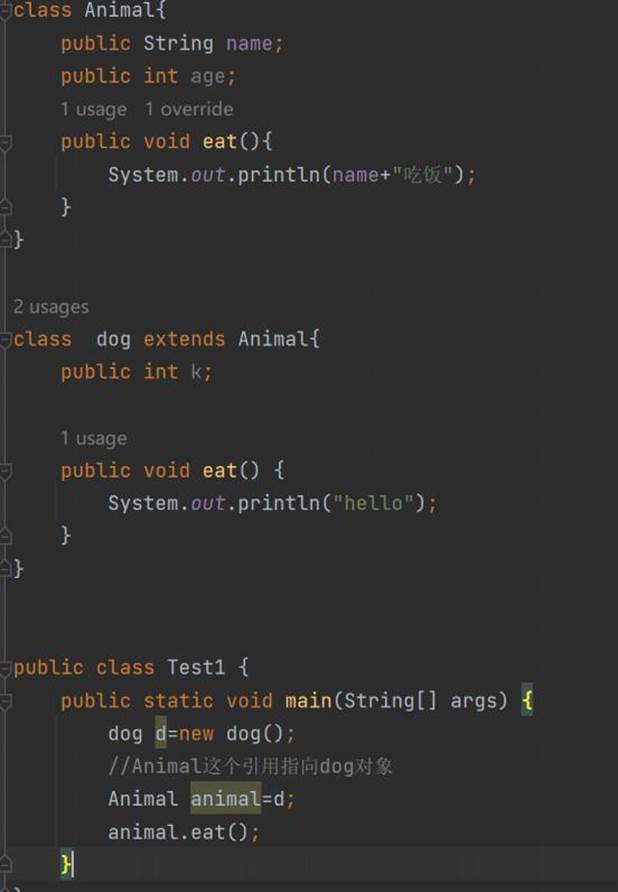 class Animal{
public String name;
public int age;
1 usage 1 override
public void eat(){
System.out.println(name+"吃饭");
}
}
2 usages
class dog extends Animal{
public int k;
1 usage
public void eat() {
System.out.println("hello");
}
}
public class Test1 {
public static void main(String[] args) {
dog d=new dog();
//Animal这个引用指向dog对象
Animal animal=d;
animal.eat();
}
}